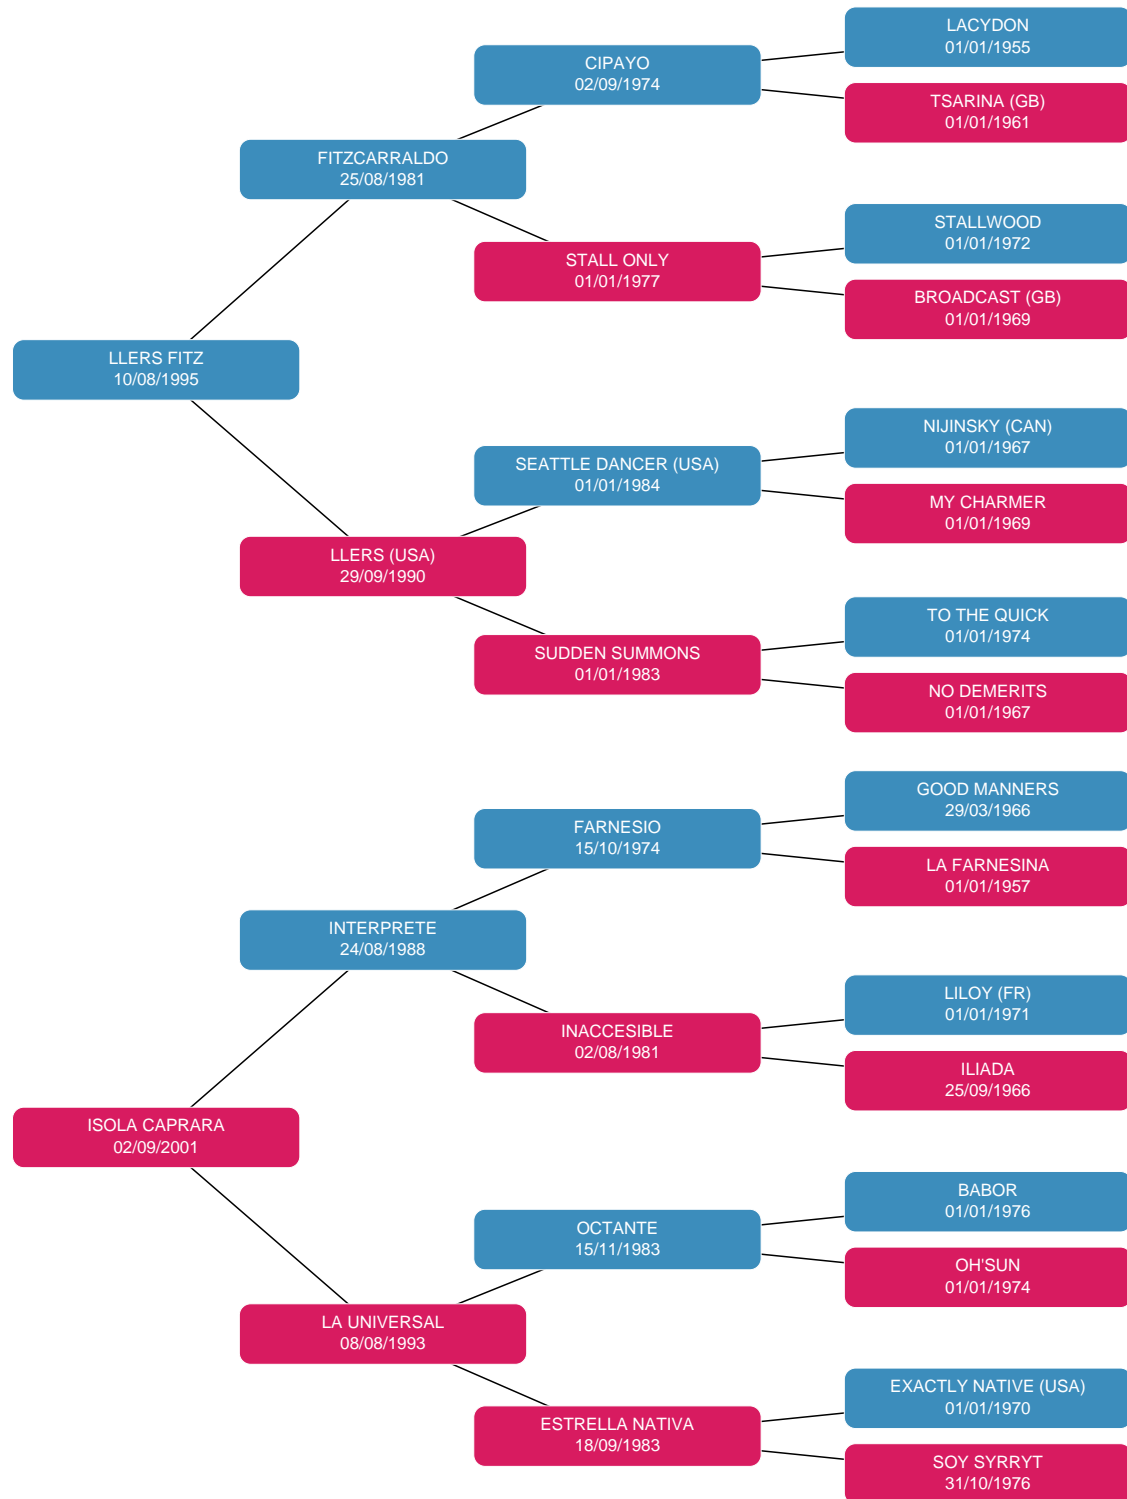 LACYDON
01/01/1955
CIPAYO
02/09/1974
TSARINA (GB)
01/01/1961
FITZCARRALDO
25/08/1981
STALLWOOD
01/01/1972
STALL ONLY
01/01/1977
BROADCAST (GB)
01/01/1969
LLERS FITZ
10/08/1995
NIJINSKY (CAN)
01/01/1967
SEATTLE DANCER (USA)
01/01/1984
MY CHARMER
01/01/1969
LLERS (USA)
29/09/1990
TO THE QUICK
01/01/1974
SUDDEN SUMMONS
01/01/1983
NO DEMERITS
01/01/1967
GOOD MANNERS
29/03/1966
FARNESIO
15/10/1974
LA FARNESINA
01/01/1957
INTERPRETE
24/08/1988
LILOY (FR)
01/01/1971
INACCESIBLE
02/08/1981
ILIADA
25/09/1966
ISOLA CAPRARA
02/09/2001
BABOR
01/01/1976
OCTANTE
15/11/1983
OH'SUN
01/01/1974
LA UNIVERSAL
08/08/1993
EXACTLY NATIVE (USA)
01/01/1970
ESTRELLA NATIVA
18/09/1983
SOY SYRRYT
31/10/1976